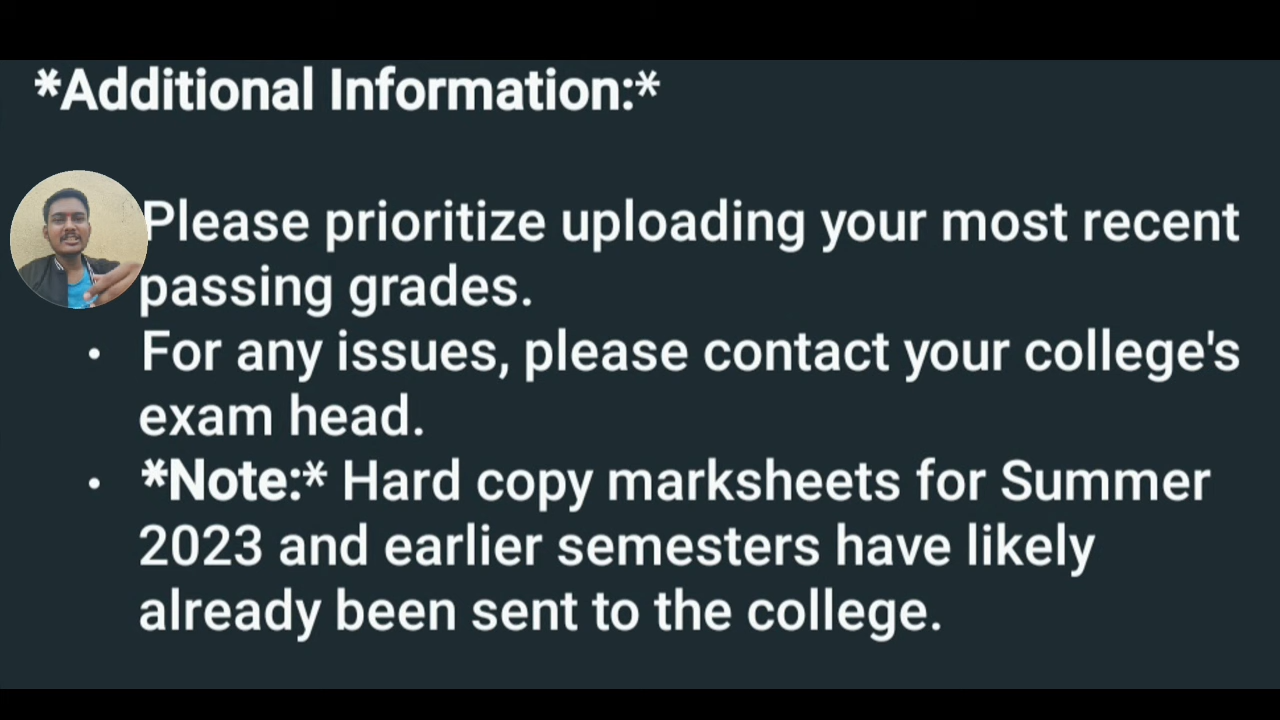 *Additional Information:*
Please prioritize uploading your most recent
passing grades.
• For any issues, please contact your college's
exam head.
• *Note:* Hard copy marksheets for Summer
2023 and earlier semesters have likely
already been sent to the college.